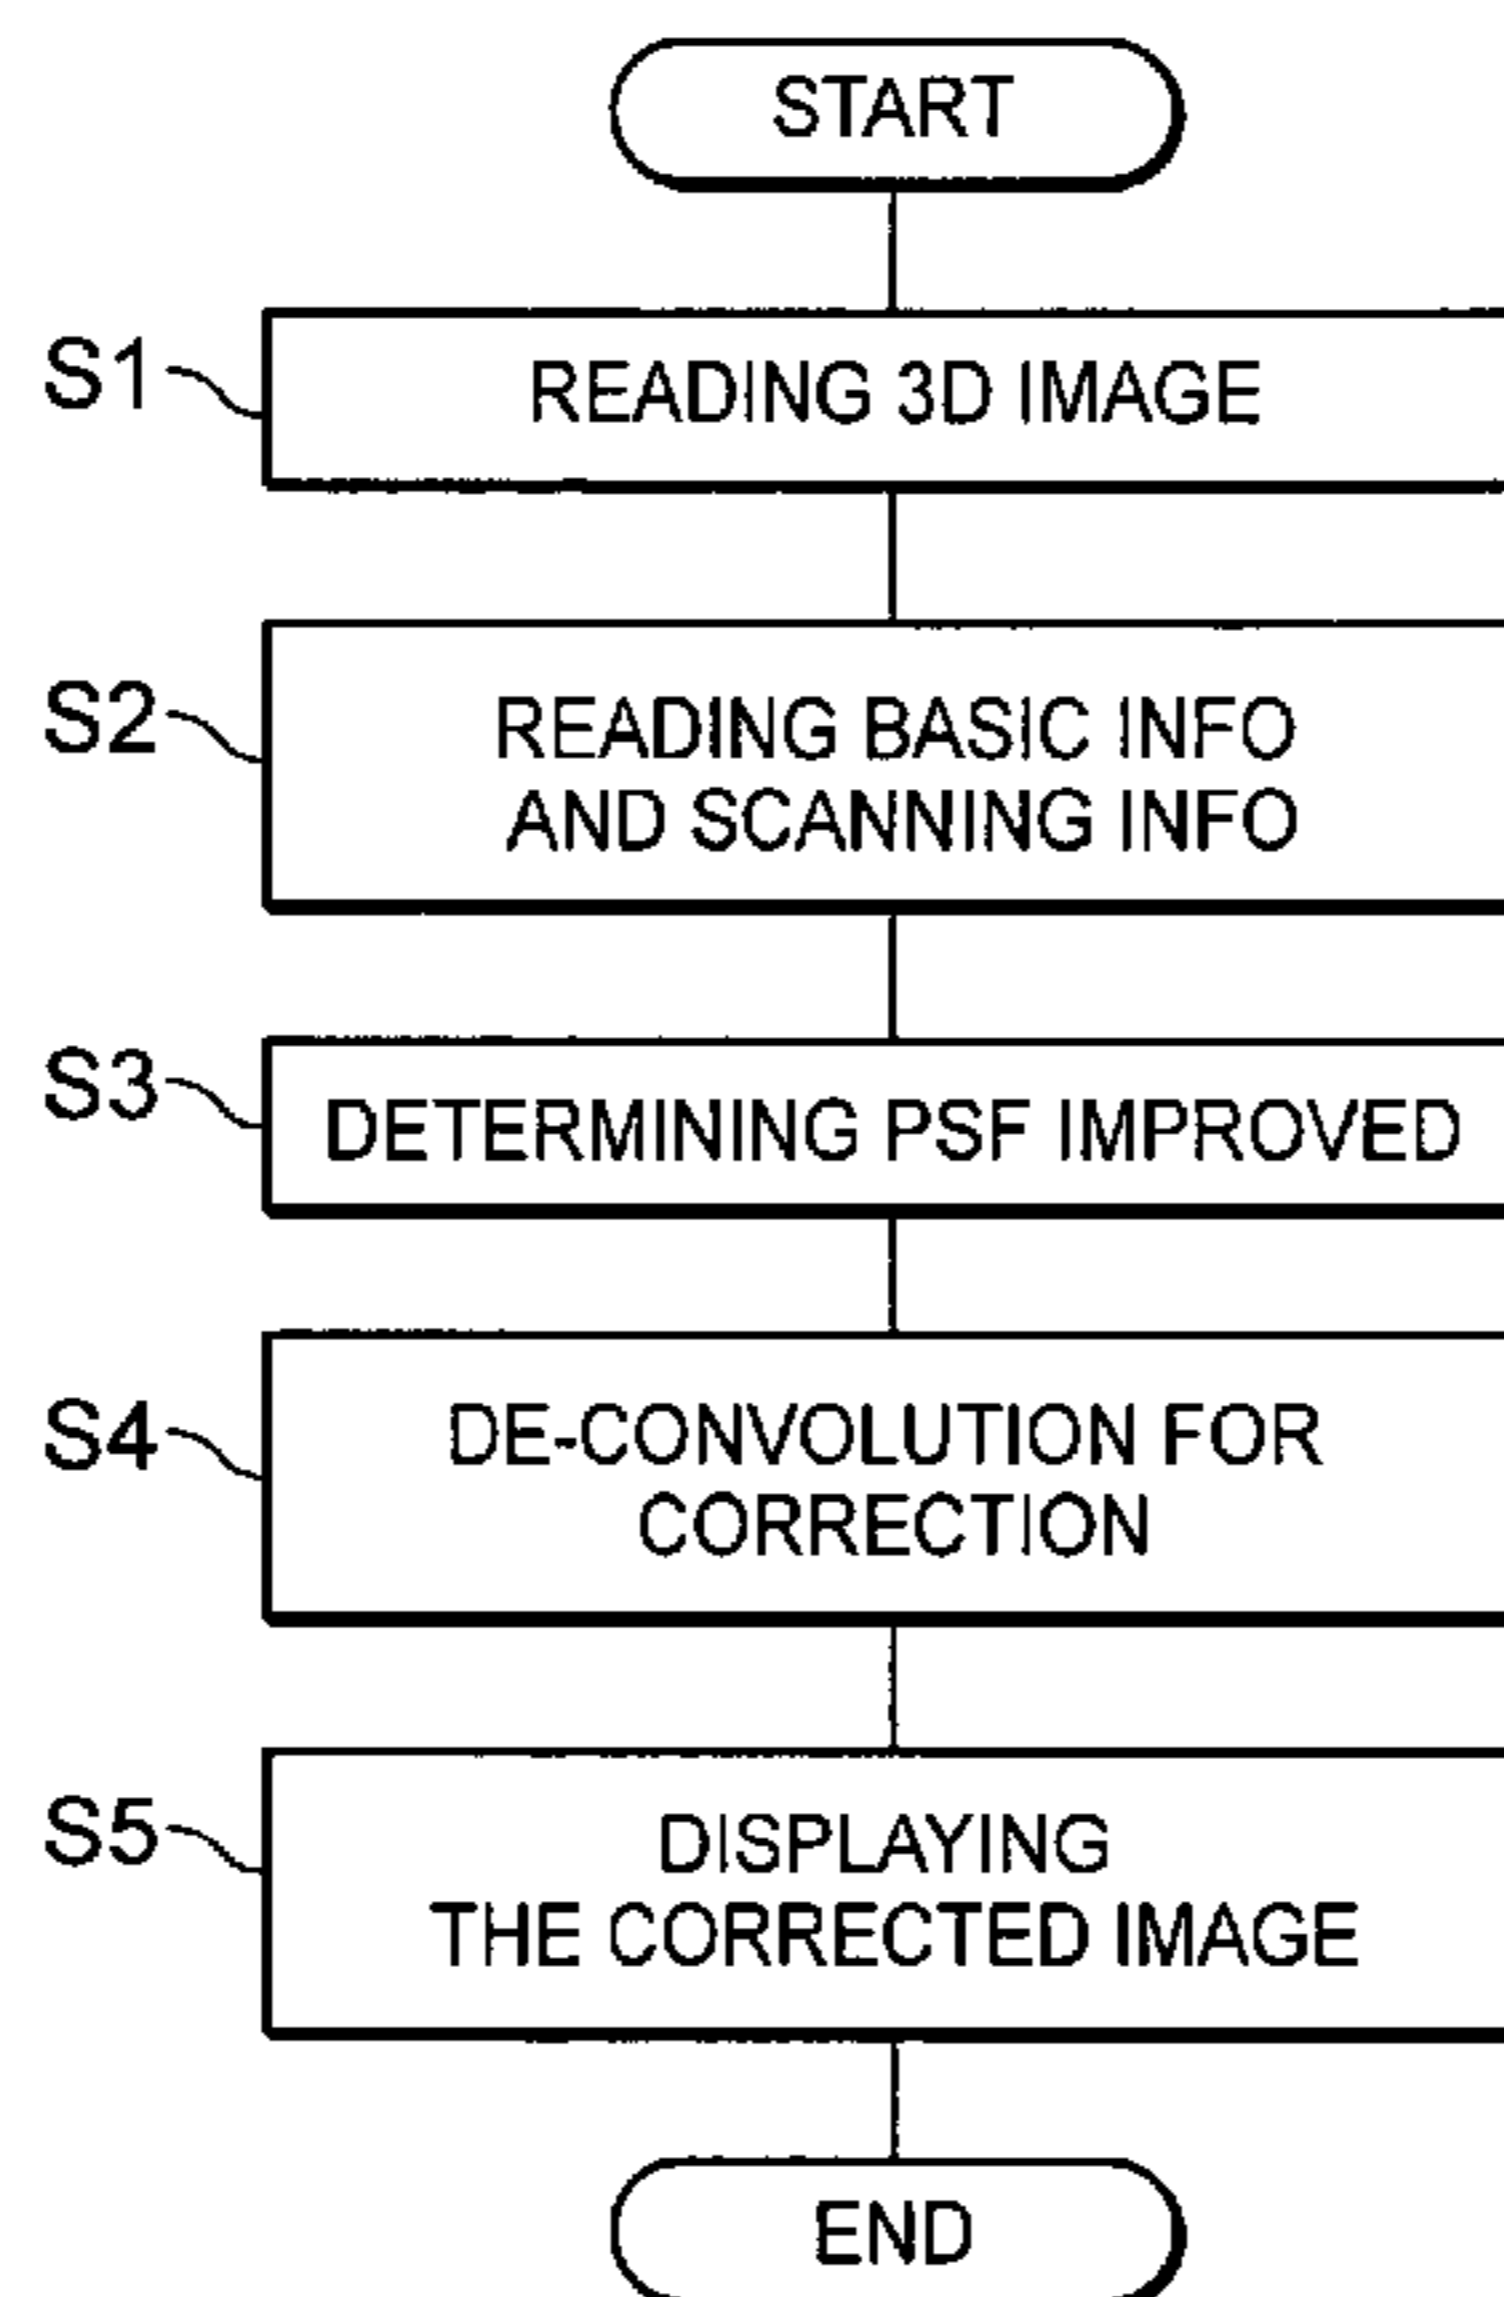 START
S1
READING 3D IMAGE
S2
READING BASIC INFO
AND SCANNING INFO
S3
DETERMINING PSF IMPROVED
S4
DE-CONVOLUTION FOR
CORRECTION
S5
DISPLAYING
THE CORRECTED IMAGE
END